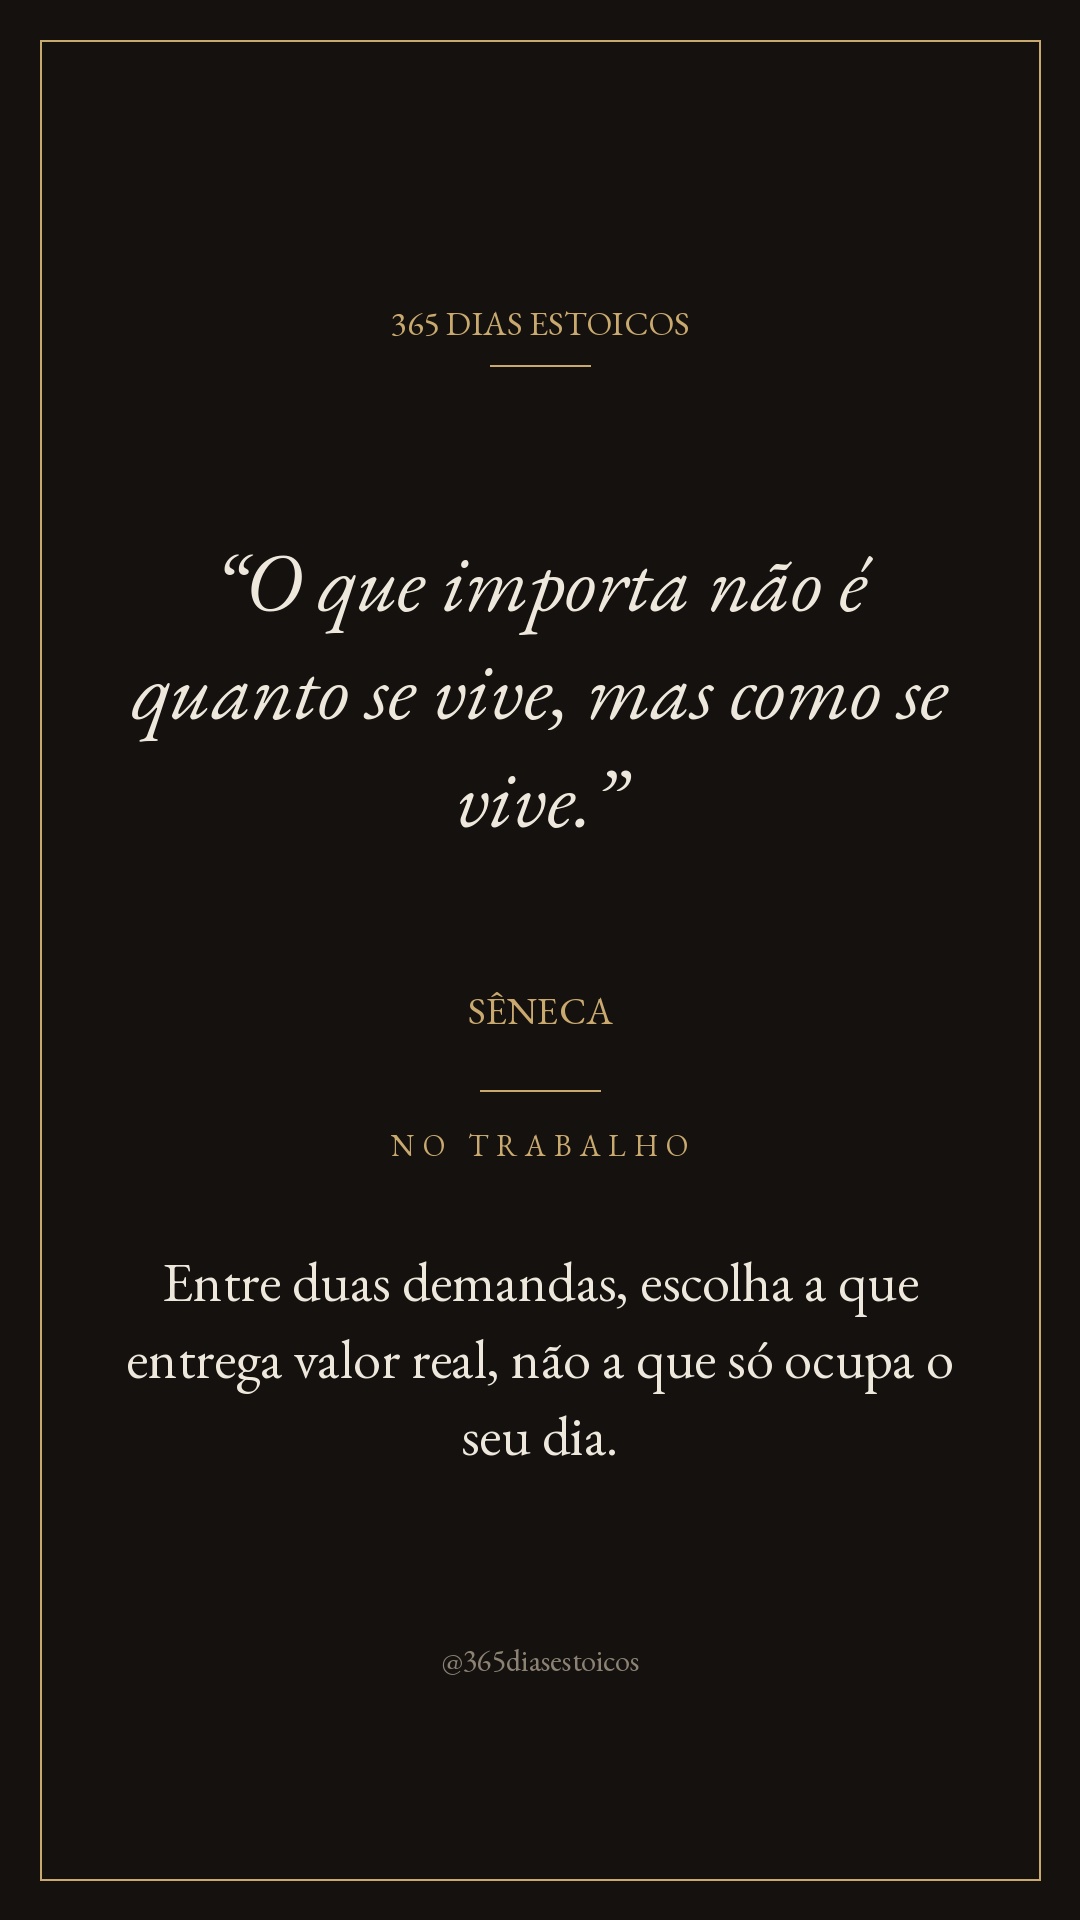 365 DIAS ESTOICOS
“O que importa não é
quanto se vive, mas como se
vive.”
SÊNECA
NO TRABALHO
Entre duas demandas, escolha a que
entrega valor real, não a que só ocupa o
seu dia.
@365diasestoicos